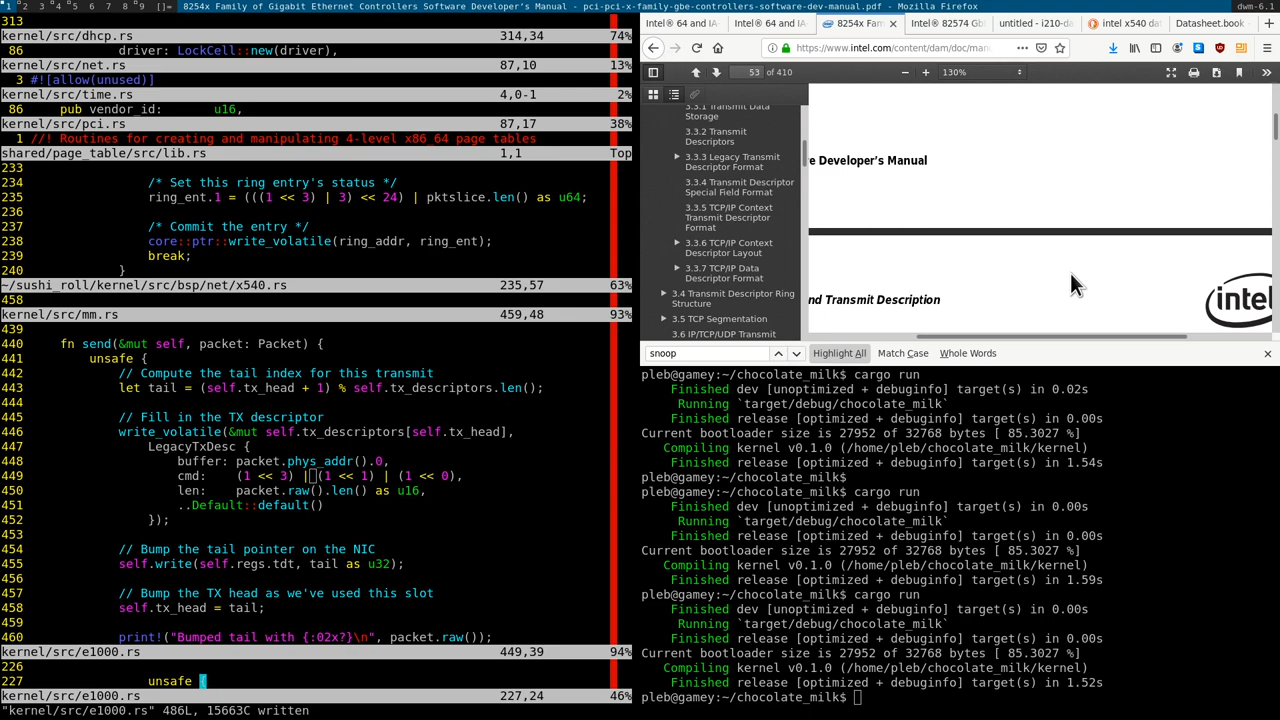 1 2 3 4 5 6 7 8 9 []= 8254x Family of Gigabit Ethernet Controllers Software Developer's Manual - pci-pci-x-family-gbe-sdm-software-dev-manual.pdf - Mozilla Firefox dwm-6.1
313
kernel/src/dhcp.rs 314,34 74%
86 driver: LockCell::new(driver),
kernel/src/net.rs 87,10 13%
3 #![allow(unused)]
kernel/src/time.rs 4,0-1 2%
86 pub vendor_id: u16,
kernel/src/pci.rs 87,17 38%
1 //! Routines for creating and manipulating 4-level x86_64 page tables
shared/page_table/src/lib.rs 1,1 Top
233
234 /* Set this ring entry's status */
235 ring_ent.1 = (((1 << 3) | 3) << 24) | pktslice.len() as u64;
236
237 /* Commit the entry */
238 core::ptr::write_volatile(ring_addr, ring_ent);
239 break;
240 }
~/sushi_roll/kernel/src/bsp/net/x540.rs 235,57 63%
458
kernel/src/mm.rs 459,48 93%
439
440 fn send(&mut self, packet: Packet) {
441 unsafe {
442 // Compute the tail index for this transmit
443 let tail = (self.tx_head + 1) % self.tx_descriptors.len();
444
445 // Fill in the TX descriptor
446 write_volatile(&mut self.tx_descriptors[self.tx_head],
447 LegacyTxDesc {
448 buffer: packet.phys_addr().0,
449 cmd: (1 << 3) | (1 << 1) | (1 << 0),
450 len: packet.raw().len() as u16,
451 ..Default::default()
452 });
453
454 // Bump the tail pointer on the NIC
455 self.write(self.regs.tdt, tail as u32);
456
457 // Bump the TX head as we've used this slot
458 self.tx_head = tail;
459
460 print!("Bumped tail with {:02x?}\n", packet.raw());
kernel/src/e1000.rs 449,39 94%
226
227 unsafe {
kernel/src/e1000.rs 227,24 46%
"kernel/src/e1000.rs" 486L, 15663C written
Intel® 64 and IA- Intel® 64 and IA- 8254x Fam Intel® 82574 Gb untitled - i210-da intel x540 dat Datasheet.book -
https://www.intel.com/content/dam/doc/man
53 of 410 130%
3.3.1 Transmit Data
Storage
3.3.2 Transmit
Descriptors
3.3.3 Legacy Transmit
Descriptor Format
3.3.4 Transmit Descriptor
Special Field Format
3.3.5 TCP/IP Context
Transmit Descriptor
Format
3.3.6 TCP/IP Context
Descriptor Layout
3.3.7 TCP/IP Data
Descriptor Format
3.4 Transmit Descriptor Ring
Structure
3.5 TCP Segmentation
3.6 IP/TCP/UDP Transmit
re Developer's Manual
nd Transmit Description
intel
snoop Highlight All Match Case Whole Words
pleb@gamey:~/chocolate_milk$ cargo run
Finished dev [unoptimized + debuginfo] target(s) in 0.02s
Running `target/debug/chocolate_milk`
Finished release [optimized + debuginfo] target(s) in 0.00s
Current bootloader size is 27952 of 32768 bytes [ 85.3027 %]
Compiling kernel v0.1.0 (/home/pleb/chocolate_milk/kernel)
Finished release [optimized + debuginfo] target(s) in 1.54s
pleb@gamey:~/chocolate_milk$
pleb@gamey:~/chocolate_milk$ cargo run
Finished dev [unoptimized + debuginfo] target(s) in 0.00s
Running `target/debug/chocolate_milk`
Finished release [optimized + debuginfo] target(s) in 0.00s
Current bootloader size is 27952 of 32768 bytes [ 85.3027 %]
Compiling kernel v0.1.0 (/home/pleb/chocolate_milk/kernel)
Finished release [optimized + debuginfo] target(s) in 1.59s
pleb@gamey:~/chocolate_milk$ cargo run
Finished dev [unoptimized + debuginfo] target(s) in 0.00s
Running `target/debug/chocolate_milk`
Finished release [optimized + debuginfo] target(s) in 0.00s
Current bootloader size is 27952 of 32768 bytes [ 85.3027 %]
Compiling kernel v0.1.0 (/home/pleb/chocolate_milk/kernel)
Finished release [optimized + debuginfo] target(s) in 1.52s
pleb@gamey:~/chocolate_milk$